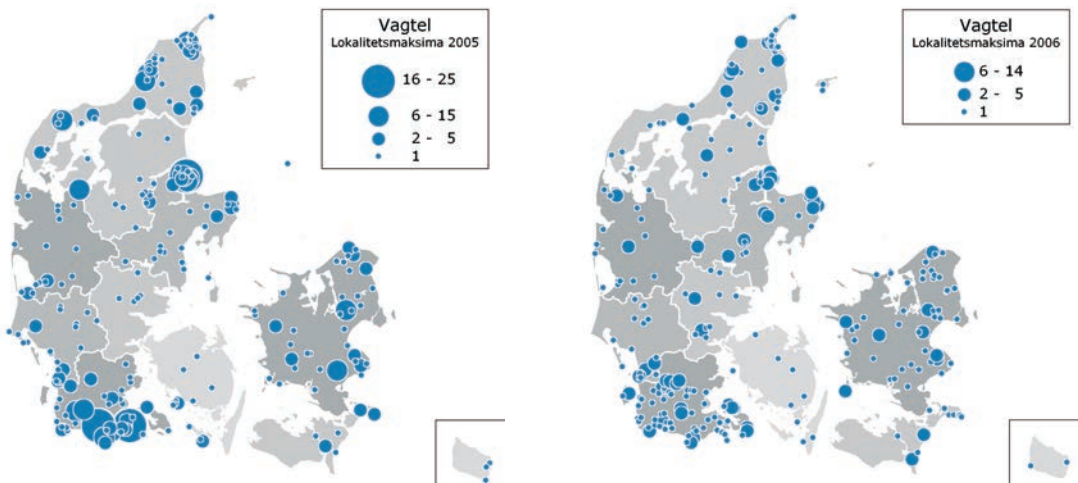 Vagtel
Lokalitetsmaksima 2005
16 - 25
6 - 15
2 - 5
1
Vagtel
Lokalitetsmaksima 2006
6 - 14
2 - 5
1